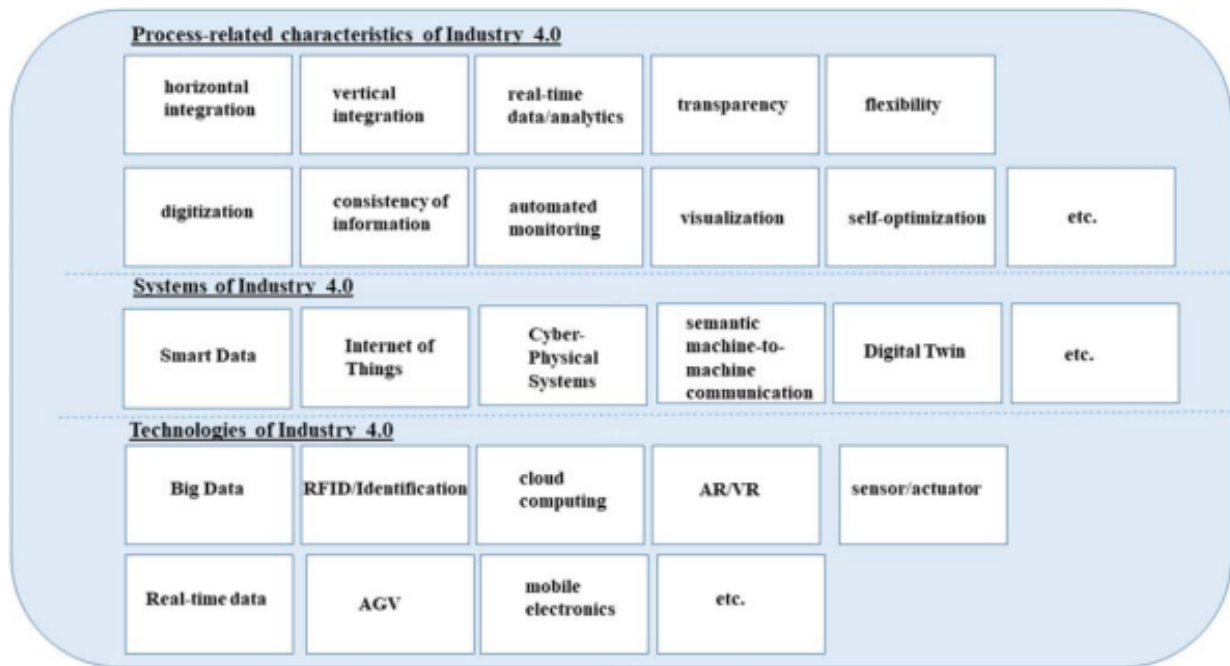 Process-related characteristics of Industry 4.0
horizontal
integration
vertical
integration
real-time
data/analytics
transparency
flexibility
digitization
consistency of
information
automated
monitoring
visualization
self-optimization
etc.
Systems of Industry 4.0
Smart Data
Internet of
Things
Cyber-
Physical
Systems
semantic
machine-to-
machine
communication
Digital Twin
etc.
Technologies of Industry 4.0
Big Data
RFID/Identification
cloud
computing
AR/VR
sensor/actuator
Real-time data
AGV
mobile
electronics
etc.